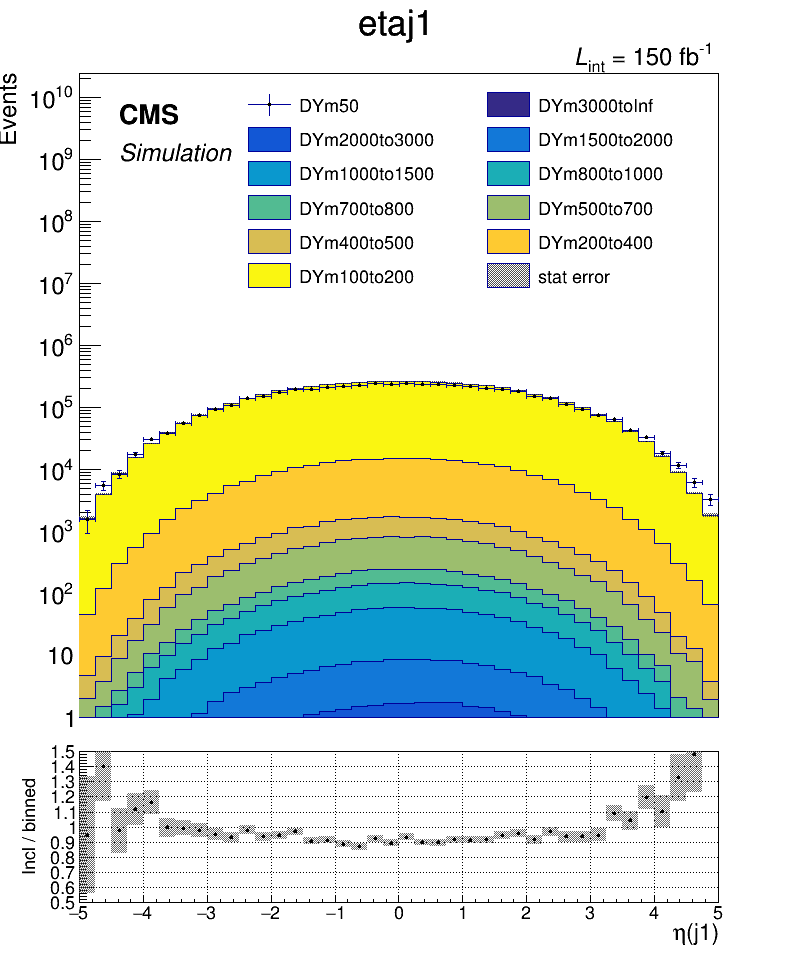 etaj1
L_int = 150 fb^-1
Events
CMS
Simulation
DYm50
DYm3000toInf
DYm2000to3000
DYm1500to2000
DYm1000to1500
DYm800to1000
DYm700to800
DYm500to700
DYm400to500
DYm200to400
DYm100to200
stat error
10^10
10^9
10^8
10^7
10^6
10^5
10^4
10^3
10^2
10
1
Incl / binned
1.5
1.4
1.3
1.2
1.1
1
0.9
0.8
0.7
0.6
0.5
−5 −4 −3 −2 −1 0 1 2 3 4 5
η(j1)